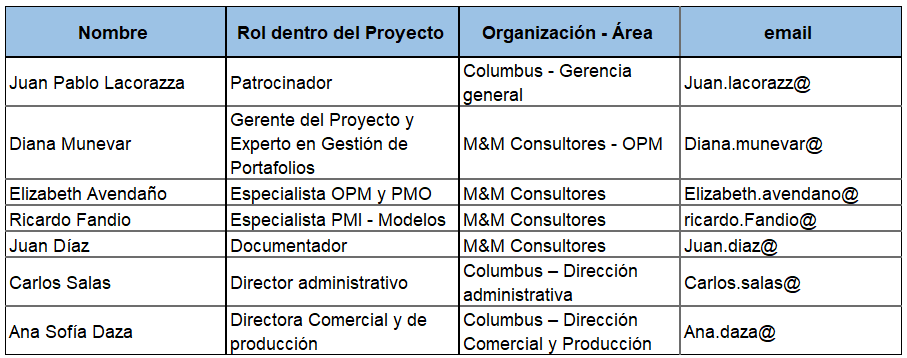 Nombre Rol dentro del Proyecto Organización - Área email
Juan Pablo Lacorazza Patrocinador Columbus - Gerencia general Juan.lacorazz@
Diana Munevar Gerente del Proyecto y Experto en Gestión de Portafolios M&M Consultores - OPM Diana.munevar@
Elizabeth Avendaño Especialista OPM y PMO M&M Consultores Elizabeth.avendano@
Ricardo Fandio Especialista PMI - Modelos M&M Consultores ricardo.Fandio@
Juan Díaz Documentador M&M Consultores Juan.diaz@
Carlos Salas Director administrativo Columbus – Dirección administrativa Carlos.salas@
Ana Sofía Daza Directora Comercial y de producción Columbus – Dirección Comercial y Producción Ana.daza@